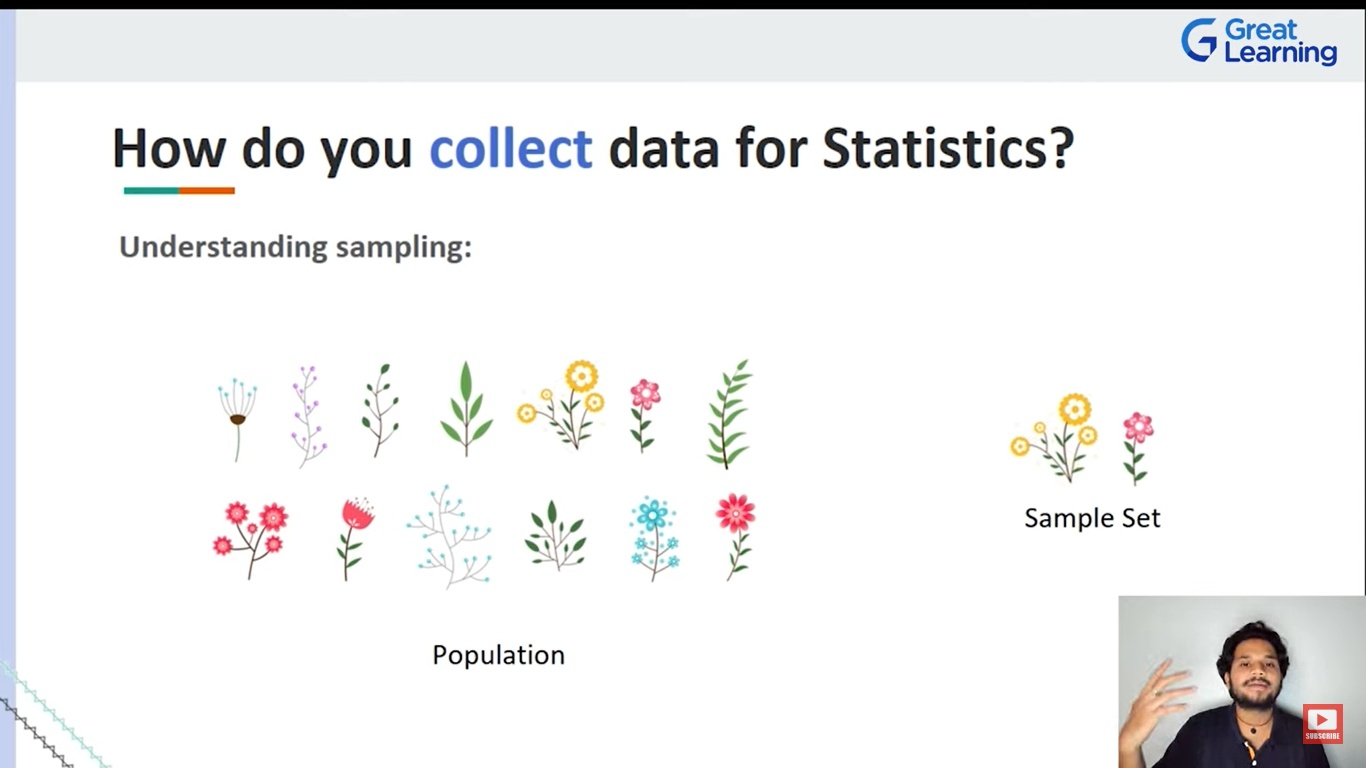 Great
Learning
How do you collect data for Statistics?
Understanding sampling:
Sample Set
Population
SUBSCRIBE